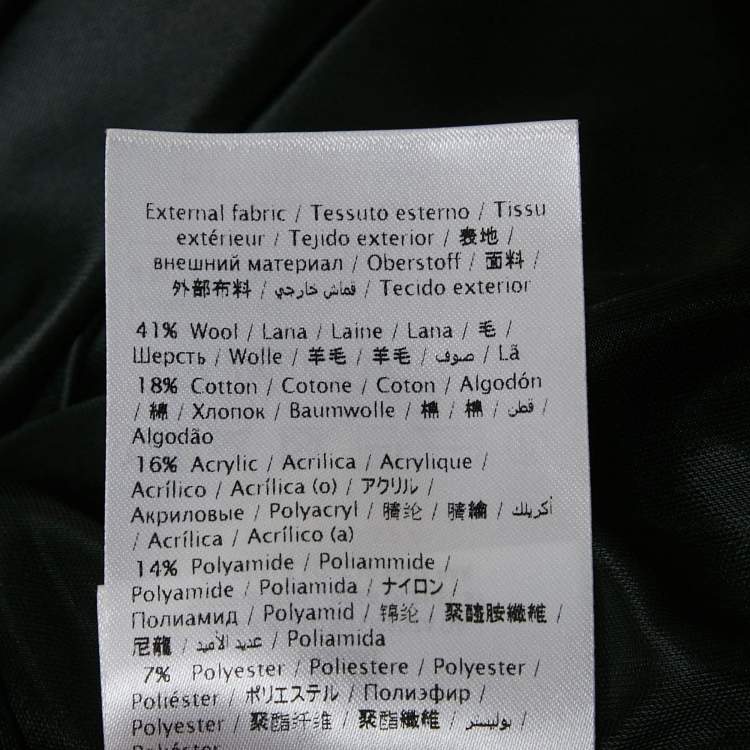 External fabric / Tessuto esterno / Tissu
extérieur / Tejido exterior / 表地 /
внешний материал / Oberstoff / 面料 /
外部布料 / قماش خارجي / Tecido exterior
41% Wool / Lana / Laine / Lana / 毛 /
Шерсть / Wolle / 羊毛 / 羊毛 / صوف / Lã
18% Cotton / Cotone / Coton / Algodón
/ 綿 / Хлопок / Baumwolle / 棉 / 棉 / قطن /
Algodão
16% Acrylic / Acrilica / Acrylique /
Acrílico / Acrílica (o) / アクリル /
Акриловые / Polyacryl / 腈纶 / 腈綸 / أكريلك
/ Acrílica / Acrílico (a)
14% Polyamide / Poliammide /
Polyamide / Poliamida / ナイロン /
Полиамид / Polyamid / 锦纶 / 聚醯胺纖維 /
尼龍 / عديد الأميد / Poliamida
7% Polyester / Poliestere / Polyester /
Poliéster / ポリエステル / Полиэфир /
Polyester / 聚酯纤维 / 聚酯纖維 / بوليستر /
Poliéster